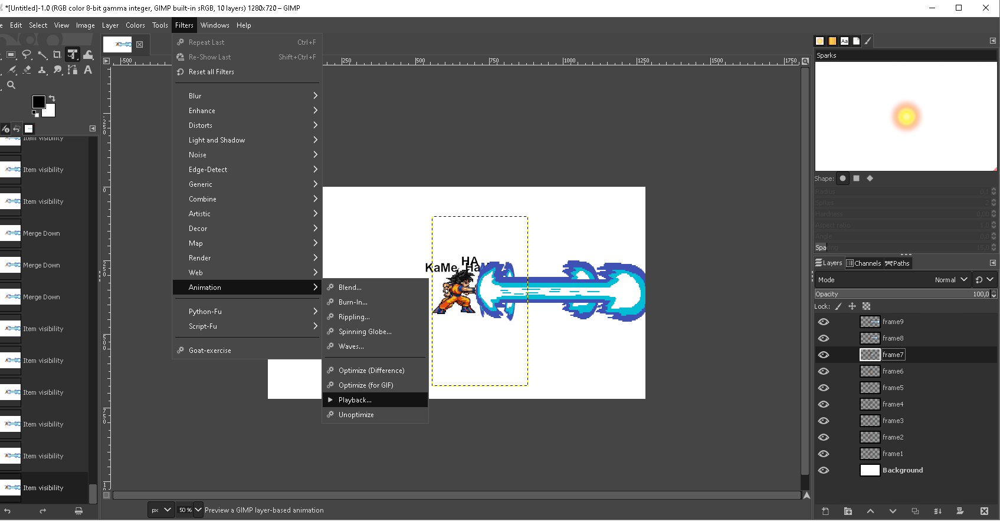 *[Untitled]-1.0 (RGB color 8-bit gamma integer, GIMP built-in sRGB, 10 layers) 1280x720 – GIMP
e Edit Select View Image Layer Colors Tools Filters Windows Help
Repeat Last Ctrl+F
Re-Show Last Shift+Ctrl+F
Reset all Filters
Blur
Enhance
Distorts
Light and Shadow
Noise
Edge-Detect
Generic
Combine
Artistic
Decor
Map
Render
Web
Animation
Python-Fu
Script-Fu
Goat-exercise
Blend...
Burn-In...
Rippling...
Spinning Globe...
Waves...
Optimize (Difference)
Optimize (for GIF)
Playback...
Unoptimize
-500 250 500 750 1000 1250 1500 1750
0
250
500
750
Item visibility
Item visibility
Item visibility
Merge Down
Merge Down
Merge Down
Item visibility
Item visibility
Item visibility
Item visibility
Item visibility
Item visibility
HA
KaMe Ha
px 50 % Preview a GIMP layer-based animation
Aa
Sparks
Shape:
Radius 0,1
Spikes 2
Hardness 0,00
Aspect ratio 1,0
Angle 0,0
Spacing 15,0
Layers Channels Paths
Mode Normal
Opacity 100,0
Lock:
frame9
frame8
frame7
frame6
frame5
frame4
frame3
frame2
frame1
Background